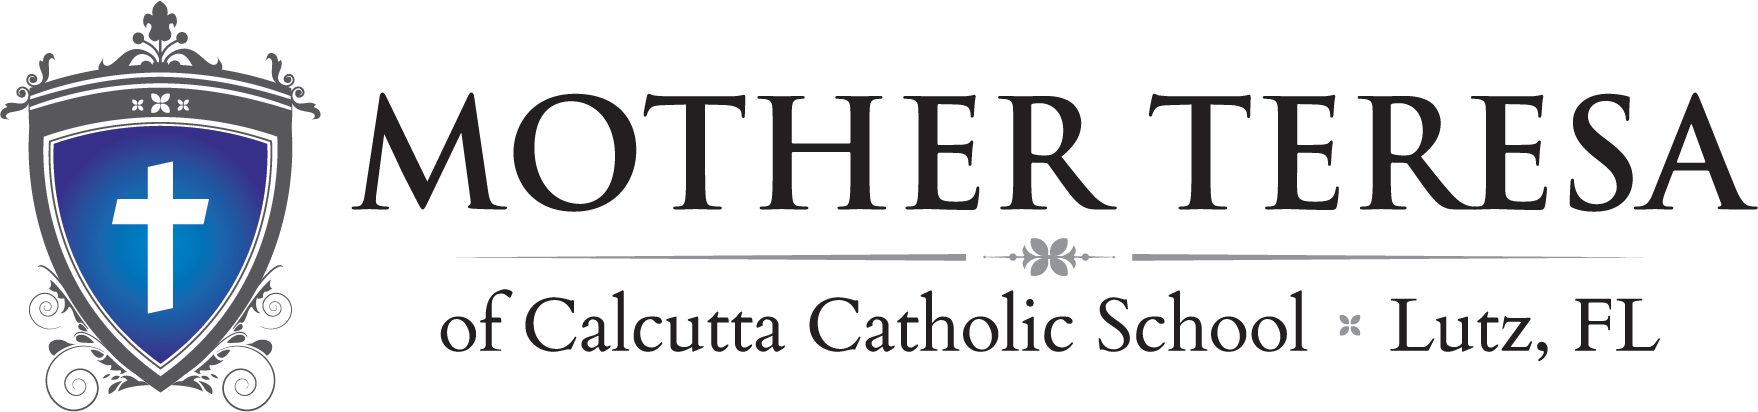 MOTHER TERESA
of Calcutta Catholic School Lutz, FL